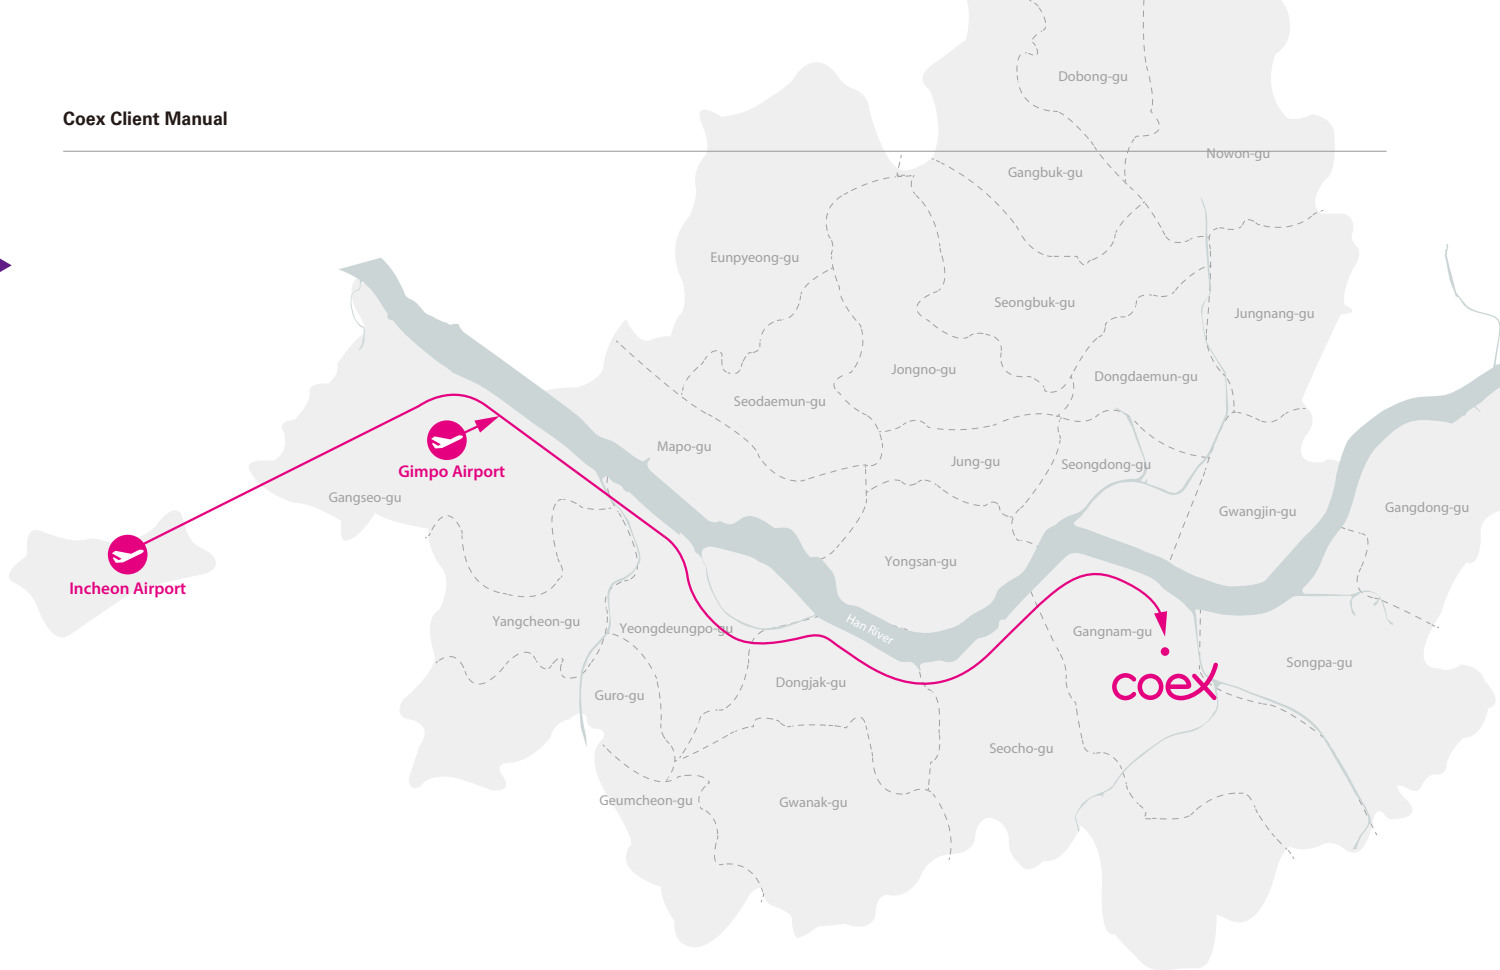 Coex Client Manual
Dobong-gu
Nowon-gu
Gangbuk-gu
Eunpyeong-gu
Seongbuk-gu
Jungnang-gu
Jongno-gu
Dongdaemun-gu
Seodaemun-gu
Mapo-gu
Jung-gu
Seongdong-gu
Gimpo Airport
Gangseo-gu
Gwangjin-gu
Gangdong-gu
Yongsan-gu
Incheon Airport
Yangcheon-gu
Yeongdeungpo-gu
Han River
Gangnam-gu
Songpa-gu
Dongjak-gu
coex
Guro-gu
Seocho-gu
Geumcheon-gu
Gwanak-gu